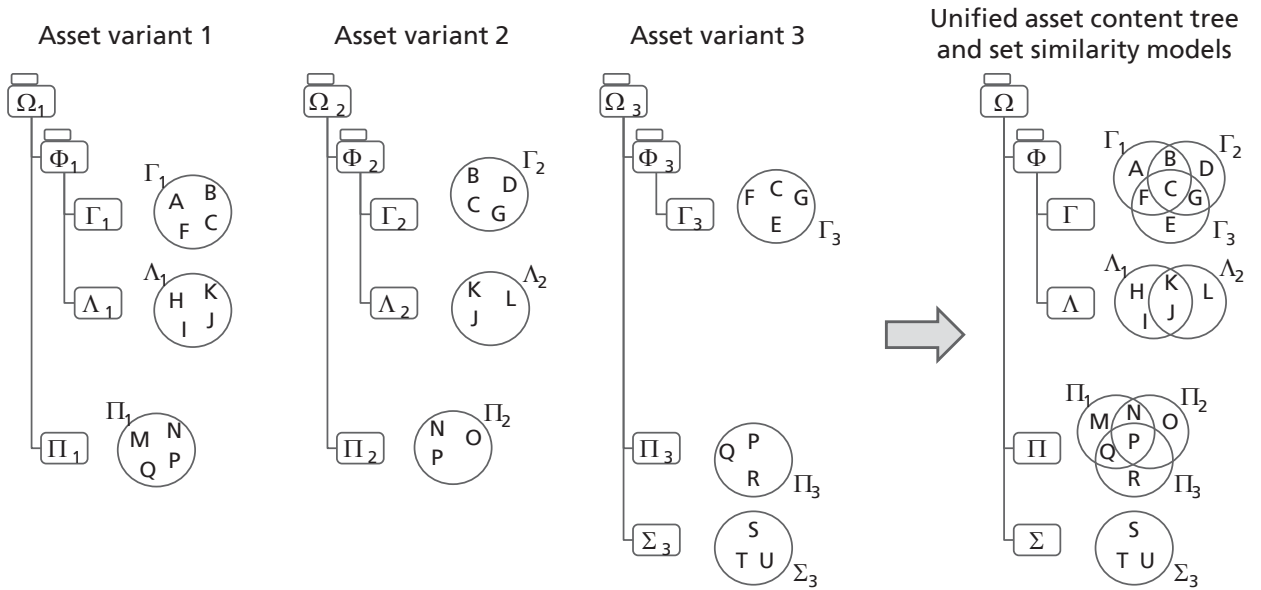 Asset variant 1
Asset variant 2
Asset variant 3
Unified asset content tree
and set similarity models
Ω1
Φ1
Γ1
Γ1
A B
F C
Λ1
Λ1
H K
I J
Π1
Π1
M N
Q P
Ω2
Φ2
Γ2
Γ2
B D
C G
Λ2
Λ2
K L
J
Π2
Π2
N O
P
Ω3
Φ3
Γ3
F C G
E
Γ3
Π3
Q P
R
Π3
Σ3
S
T U
Σ3
Ω
Φ
Γ
Γ1 Γ2
A B D
F C G
E
Γ3
Λ
Λ1 Λ2
H K L
I J
Π
Π1 Π2
M N O
Q P
R
Π3
Σ
S
T U
Σ3